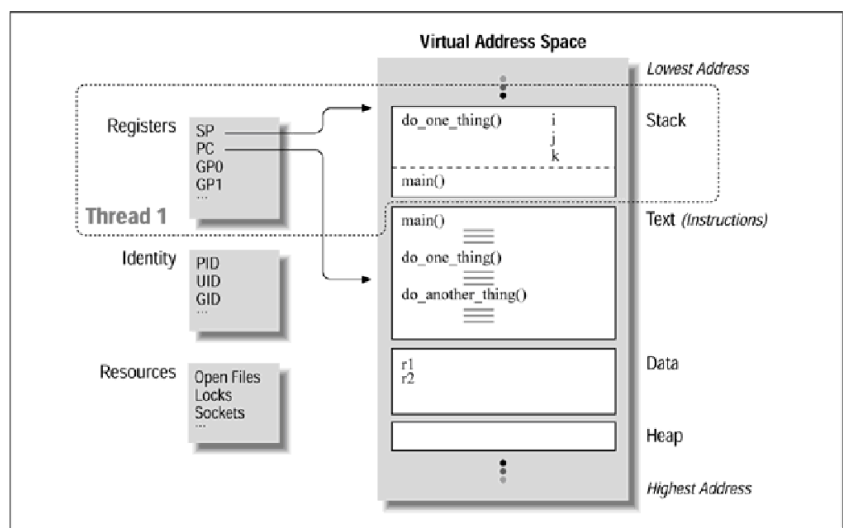 Virtual Address Space
Lowest Address
Registers
SP
PC
GP0
GP1
...
Thread 1
do_one_thing()
i
j
k
main()
Stack
main()
do_one_thing()
do_another_thing()
Text (Instructions)
Identity
PID
UID
GID
...
Resources
Open Files
Locks
Sockets
...
r1
r2
Data
Heap
Highest Address